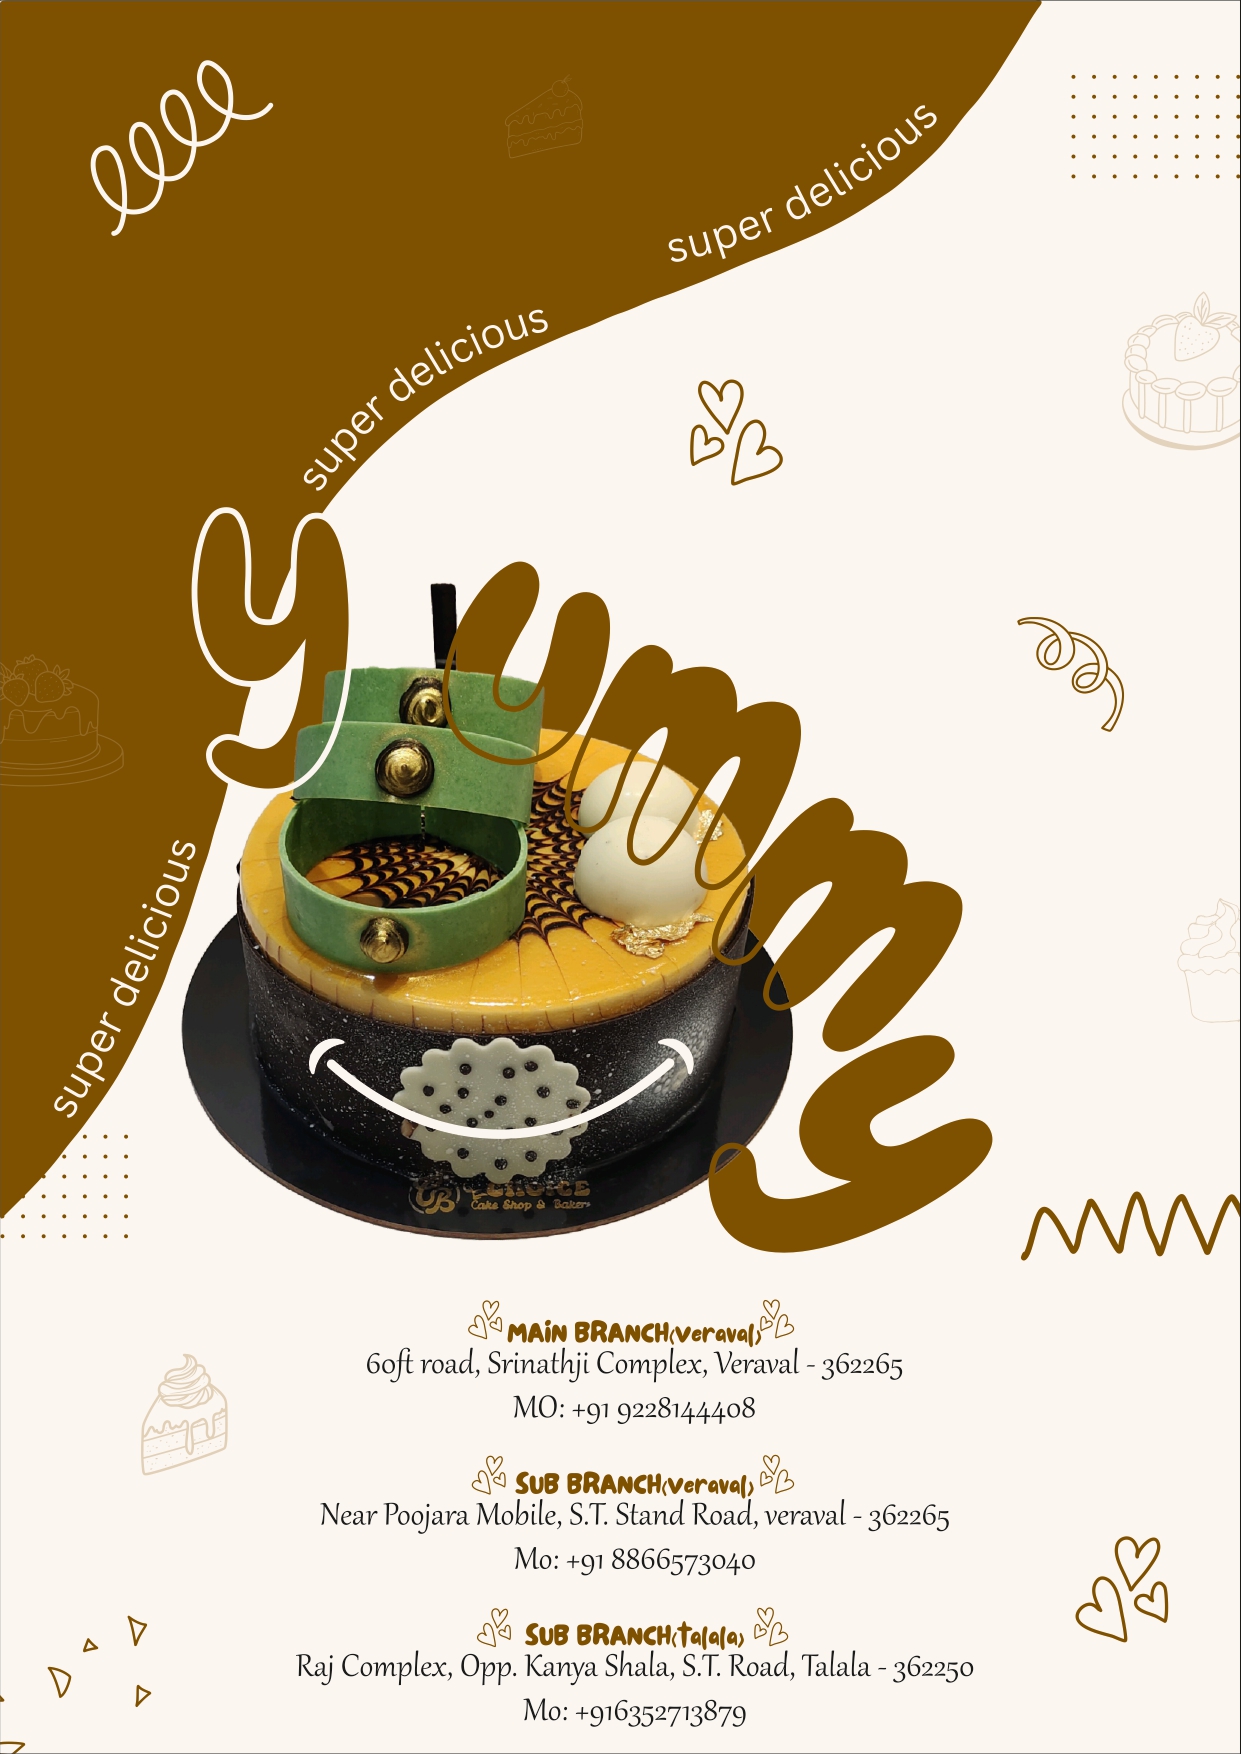 super delicious
super delicious
super delicious
yummy
CB CHOICE
Cake Shop & Bakers
MAiN BRANCH(veraval)
60ft road, Srinathji Complex, Veraval - 362265
MO: +91 9228144408
SUB BRANCH(veraval)
Near Poojara Mobile, S.T. Stand Road, veraval - 362265
Mo: +91 8866573040
SUB BRANCH(talala)
Raj Complex, Opp. Kanya Shala, S.T. Road, Talala - 362250
Mo: +916352713879